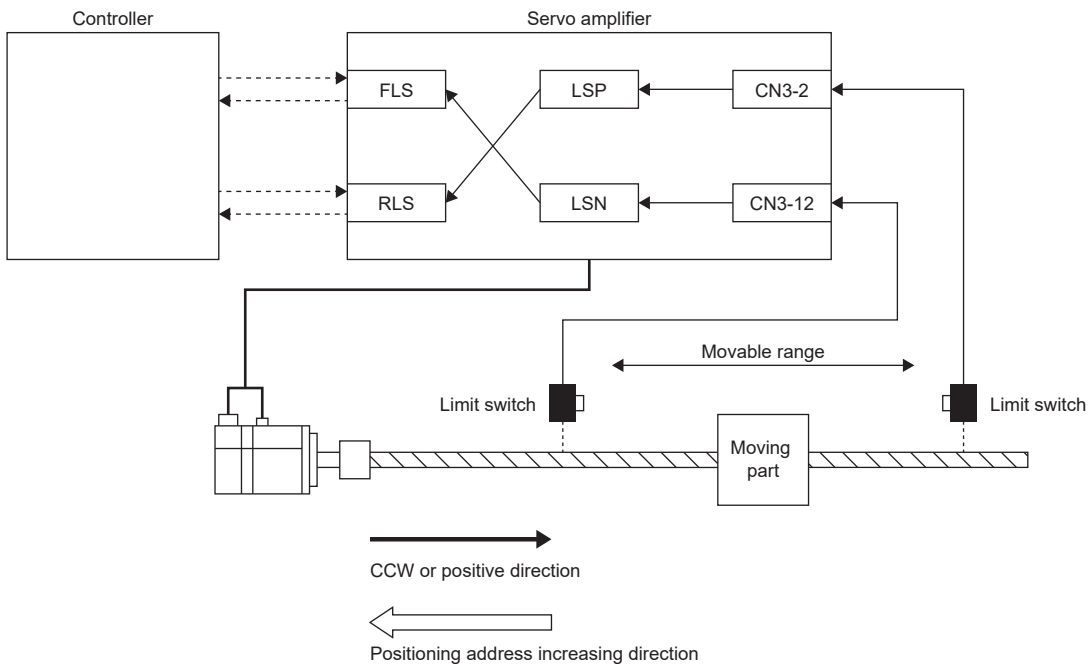 Controller
Servo amplifier
FLS
LSP
CN3-2
RLS
LSN
CN3-12
Movable range
Limit switch
Limit switch
Moving
part
CCW or positive direction
Positioning address increasing direction